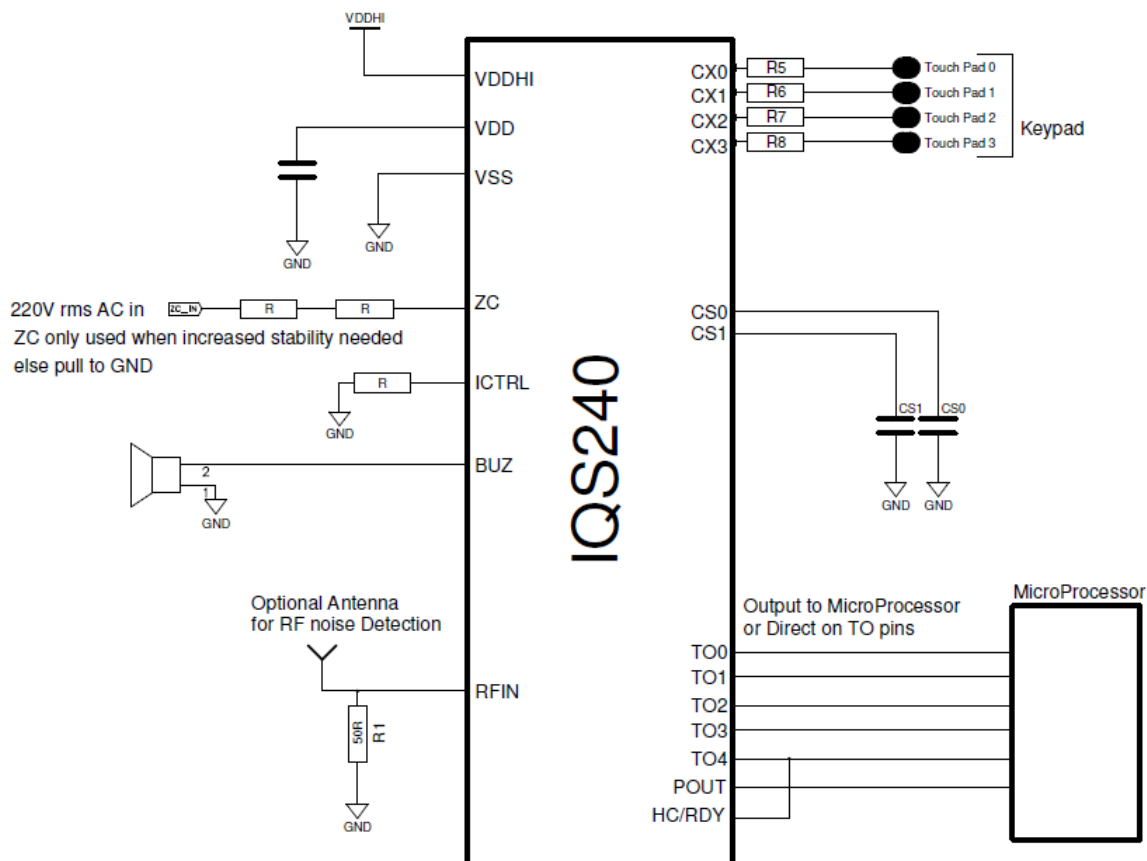 VDDHI
VDDHI
VDD
VSS
GND
GND
220V rms AC in
ZC_IN
R
R
ZC
ZC only used when increased stability needed
else pull to GND
R
ICTRL
GND
2
1
BUZ
GND
Optional Antenna
for RF noise Detection
RFIN
50R
R1
GND
IQS240
CX0
R5
Touch Pad 0
CX1
R6
Touch Pad 1
CX2
R7
Touch Pad 2
CX3
R8
Touch Pad 3
Keypad
CS0
CS1
CS1
CS0
GND
GND
Output to MicroProcessor
or Direct on TO pins
MicroProcessor
TO0
TO1
TO2
TO3
TO4
POUT
HC/RDY